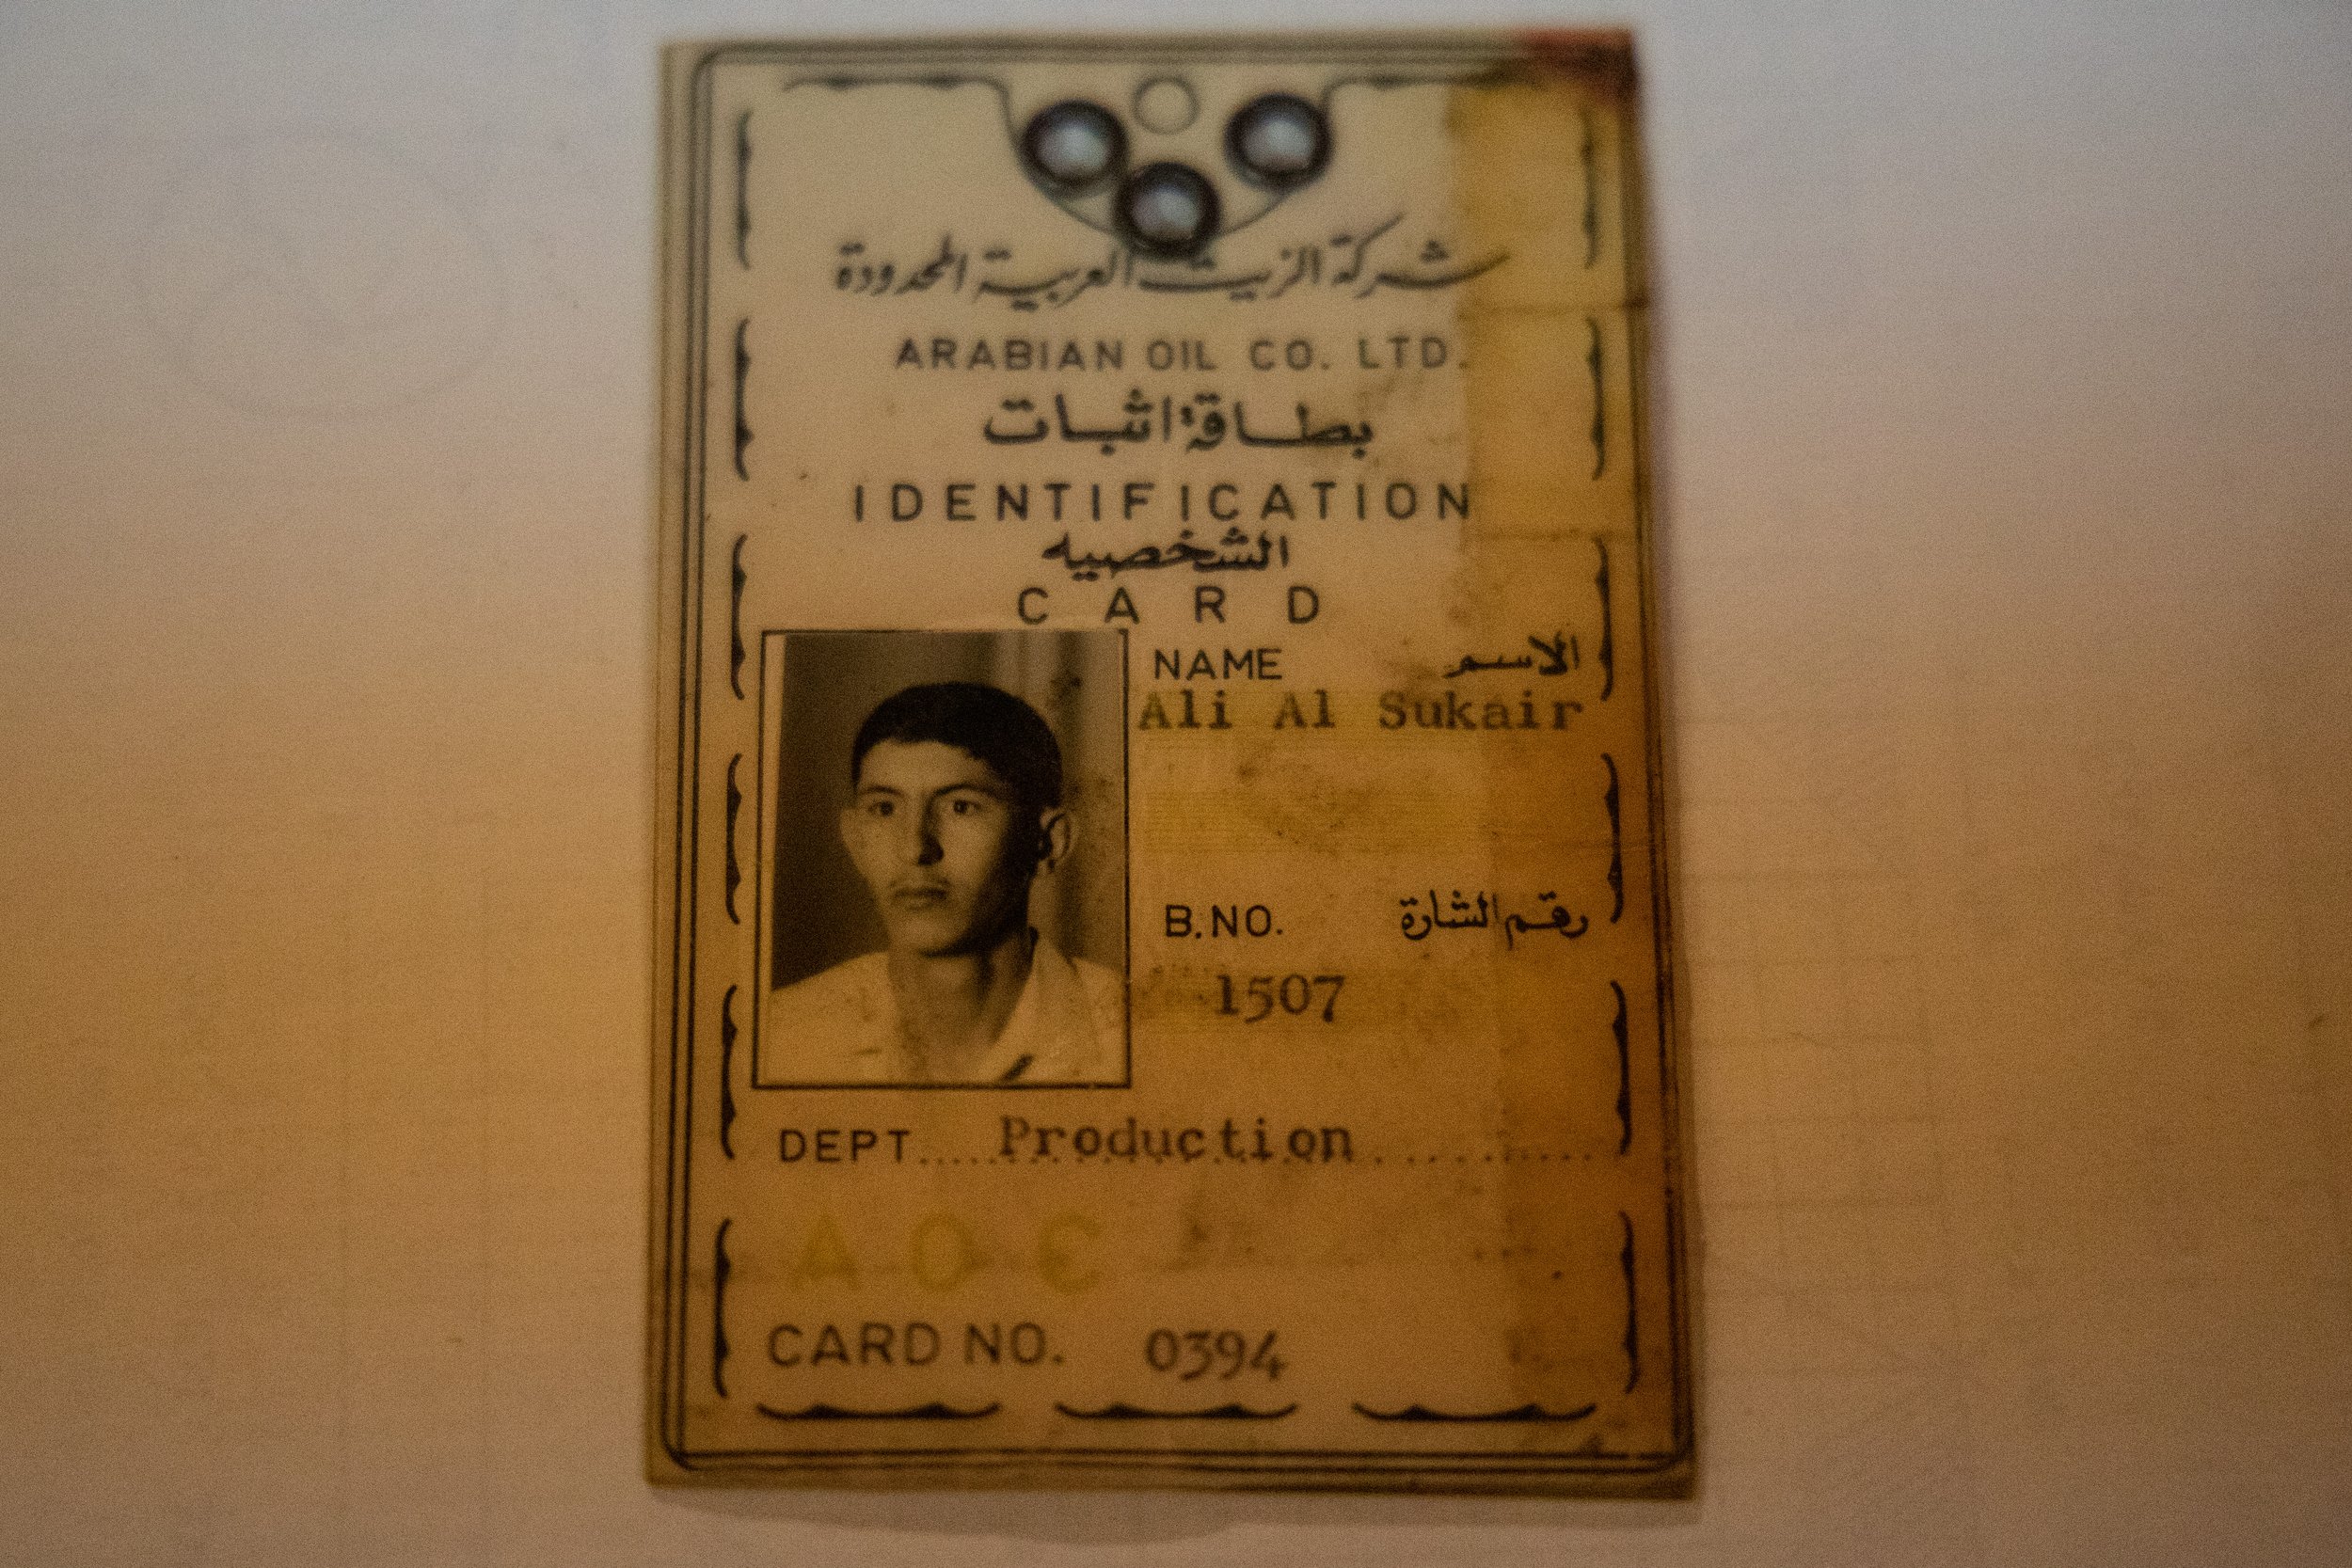 شركة الزيت العربية المحدودة
ARABIAN OIL CO. LTD.
بطاقة اثبات
IDENTIFICATION
الشخصيه
CARD
NAME الاسم
Ali Al Sukair
B.NO. رقم الشارة
1507
DEPT..... Production ............
A O C
CARD NO. 0394